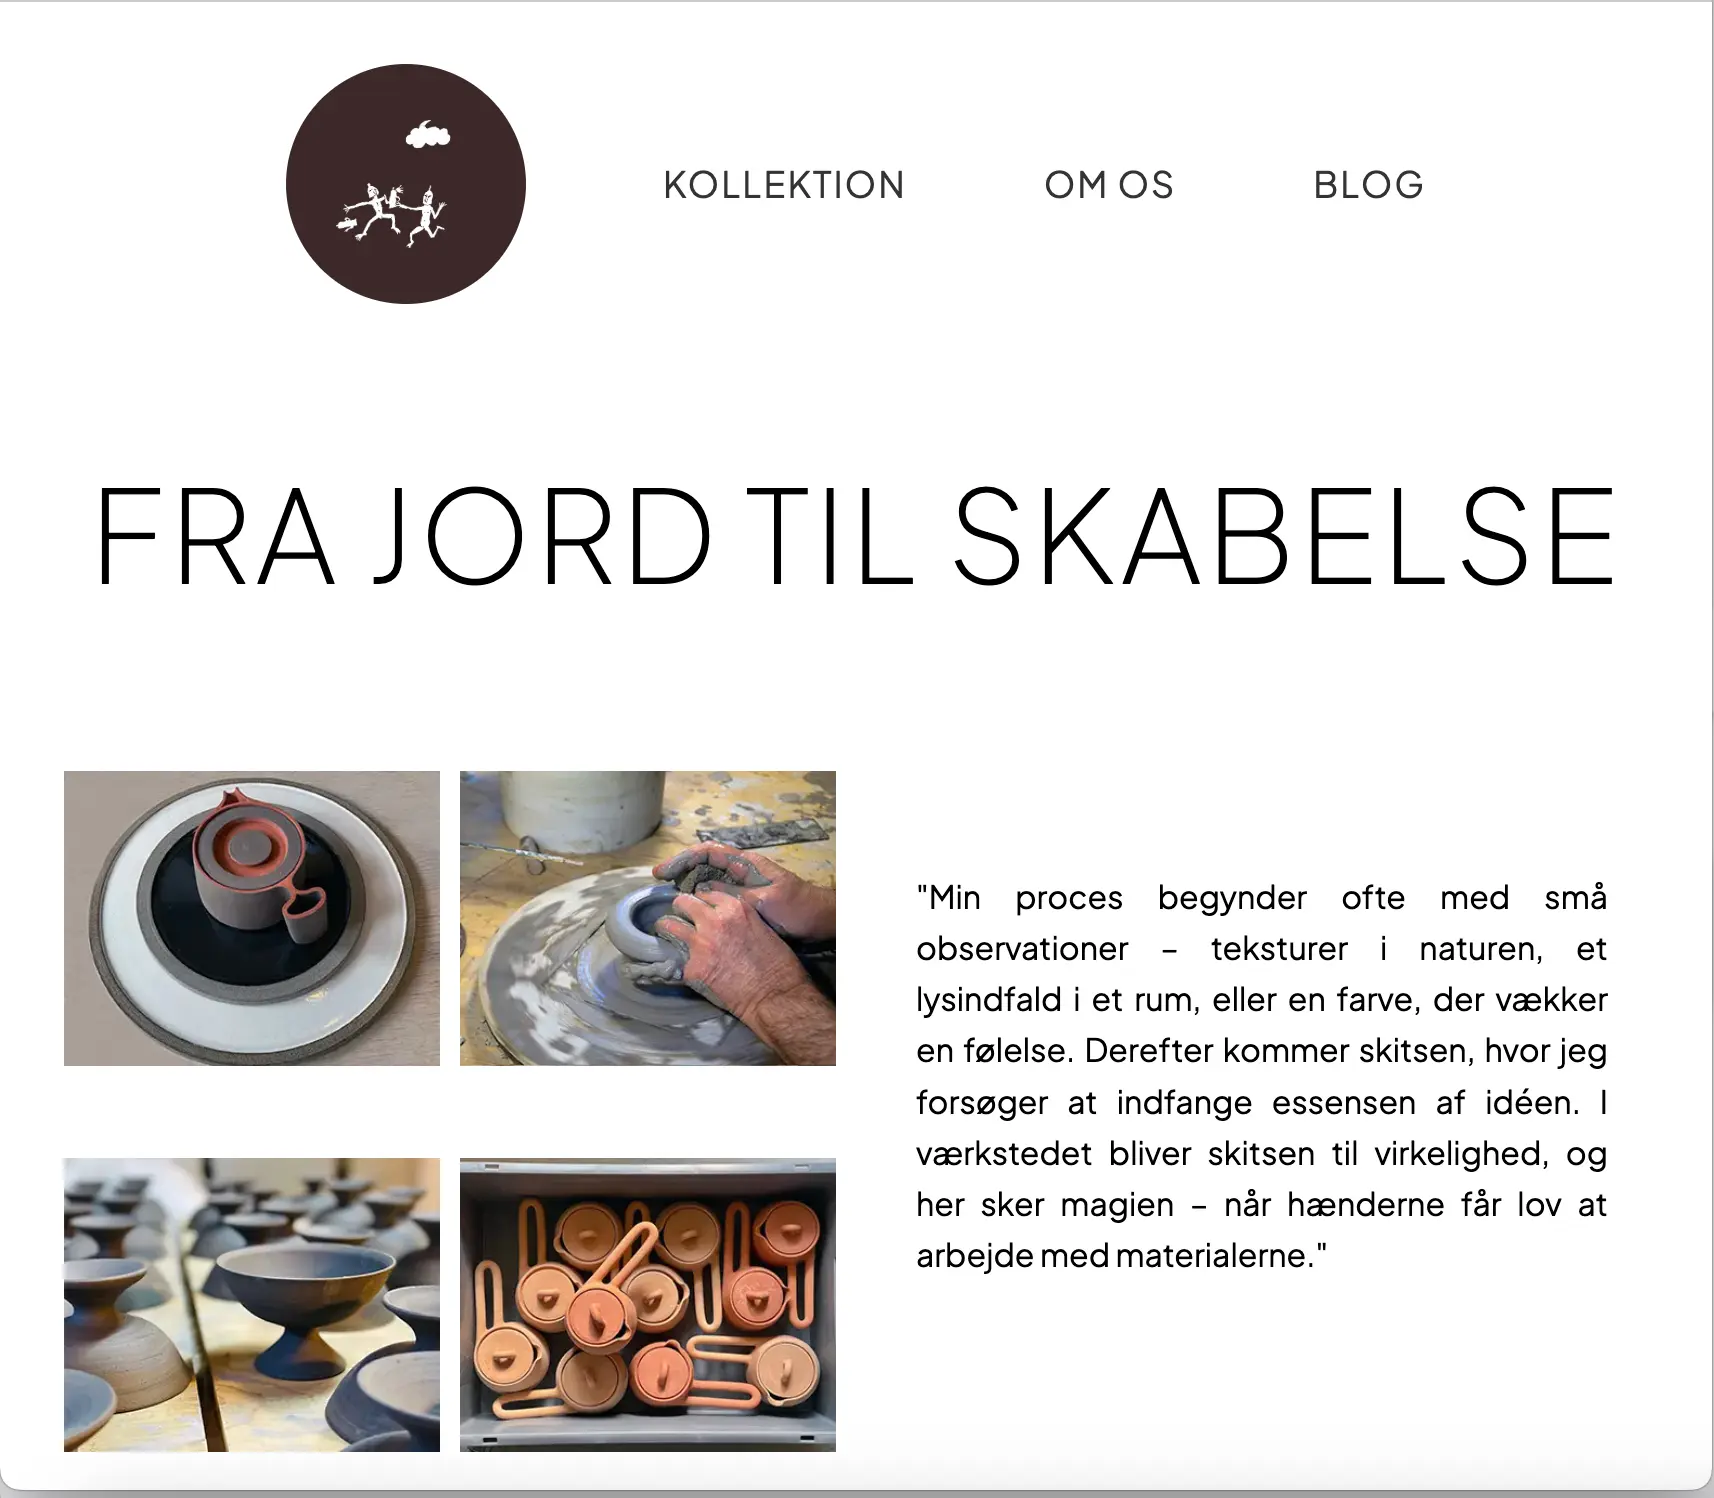 KOLLEKTION
OM OS
BLOG
FRA JORD TIL SKABELSE
"Min proces begynder ofte med små
observationer – teksturer i naturen, et
lysindfald i et rum, eller en farve, der vækker
en følelse. Derefter kommer skitsen, hvor jeg
forsøger at indfange essensen af idéen. I
værkstedet bliver skitsen til virkelighed, og
her sker magien – når hænderne får lov at
arbejde med materialerne."